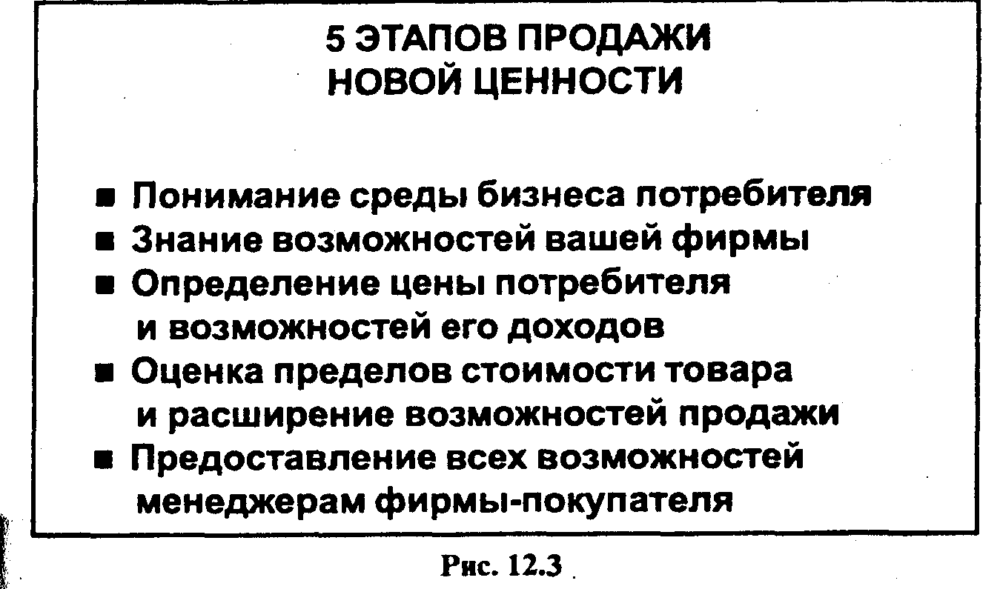 5 ЭТАПОВ ПРОДАЖИ
НОВОЙ ЦЕННОСТИ
■ Понимание среды бизнеса потребителя
■ Знание возможностей вашей фирмы
■ Определение цены потребителя
и возможностей его доходов
■ Оценка пределов стоимости товара
и расширение возможностей продажи
■ Предоставление всех возможностей
менеджерам фирмы-покупателя
Рис. 12.3